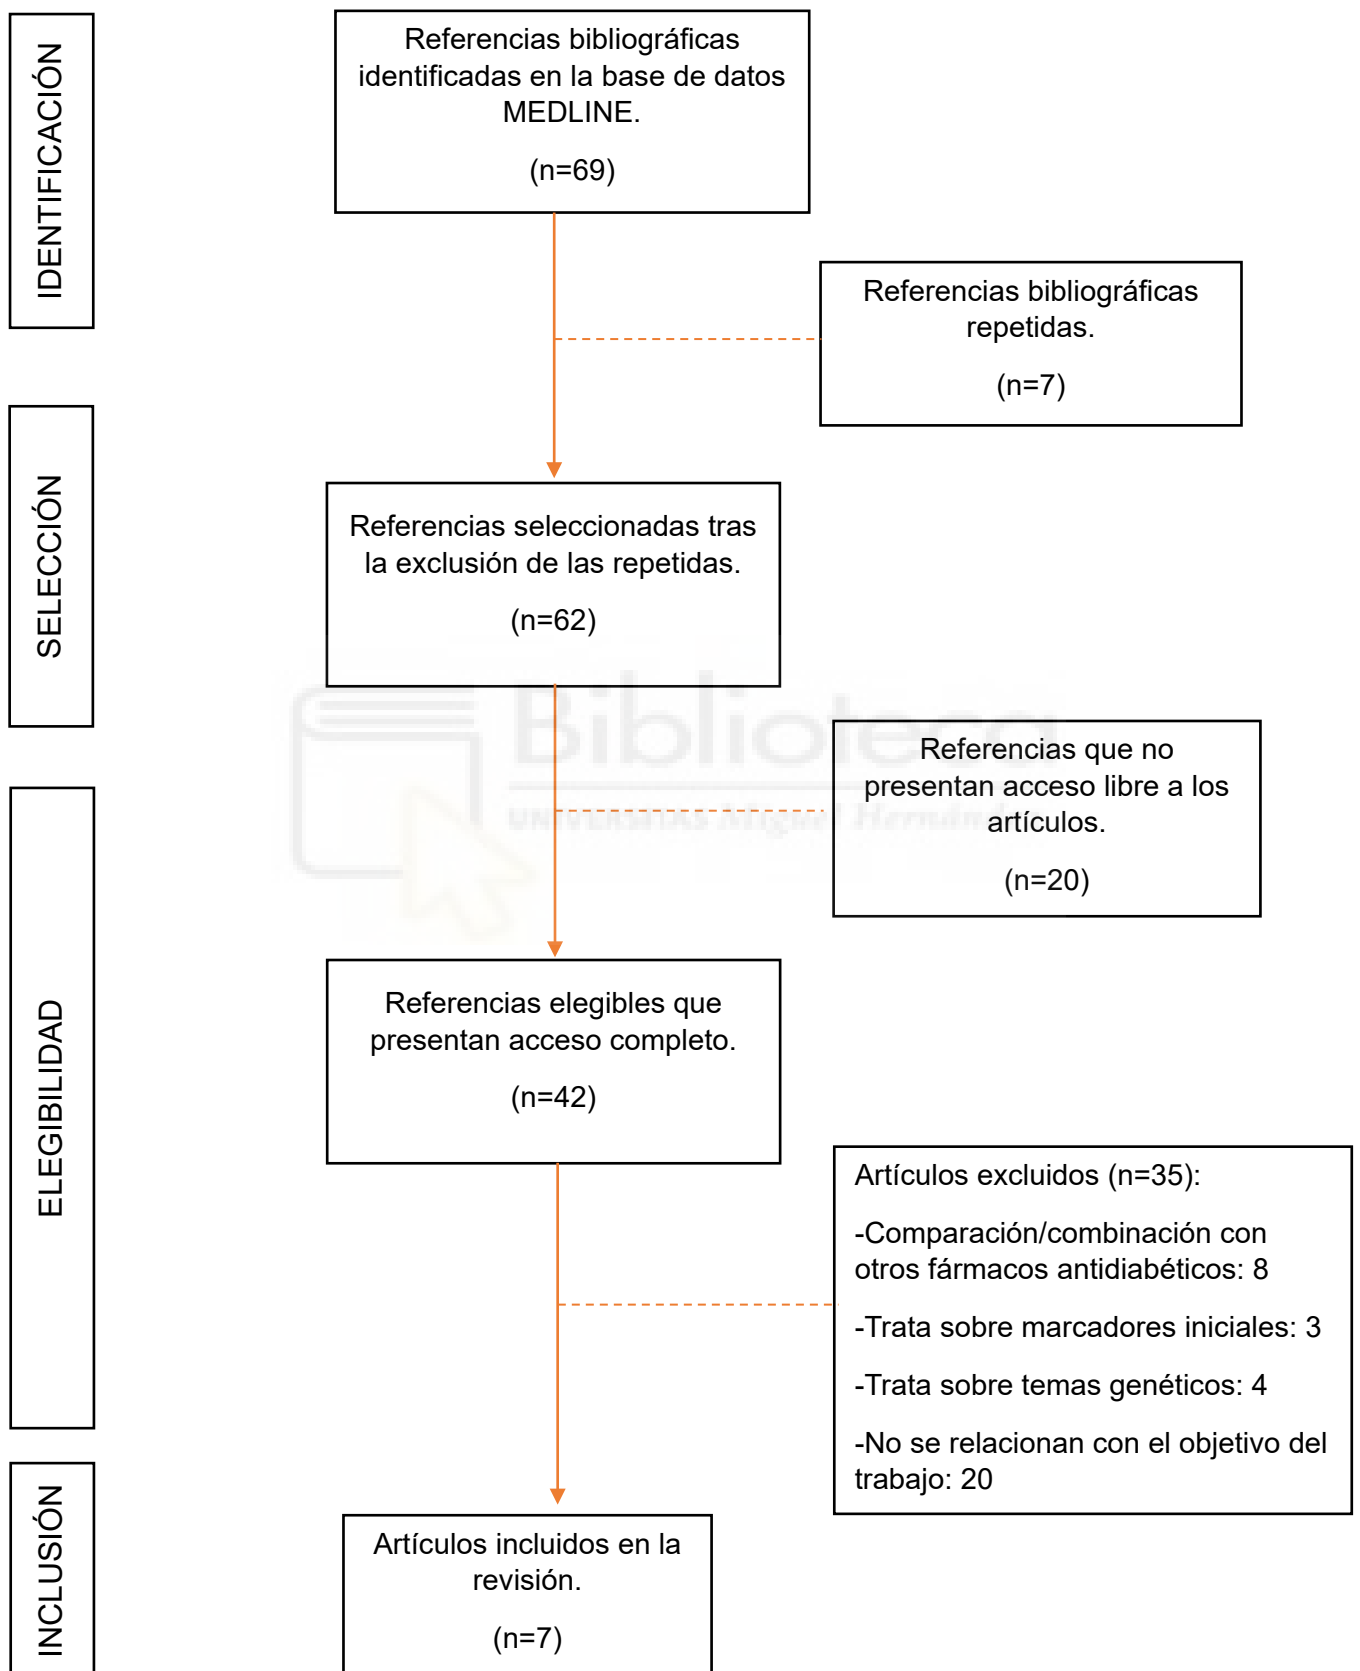 IDENTIFICACIÓN
Referencias bibliográficas
identificadas en la base de datos
MEDLINE.
(n=69)
Referencias bibliográficas
repetidas.
(n=7)
SELECCIÓN
Referencias seleccionadas tras
la exclusión de las repetidas.
(n=62)
Biblioteca
UNIVERSITAS Miguel Hernández
Referencias que no
presentan acceso libre a los
artículos.
(n=20)
ELEGIBILIDAD
Referencias elegibles que
presentan acceso completo.
(n=42)
Artículos excluidos (n=35):
-Comparación/combinación con
otros fármacos antidiabéticos: 8
-Trata sobre marcadores iniciales: 3
-Trata sobre temas genéticos: 4
-No se relacionan con el objetivo del
trabajo: 20
INCLUSIÓN
Artículos incluidos en la
revisión.
(n=7)